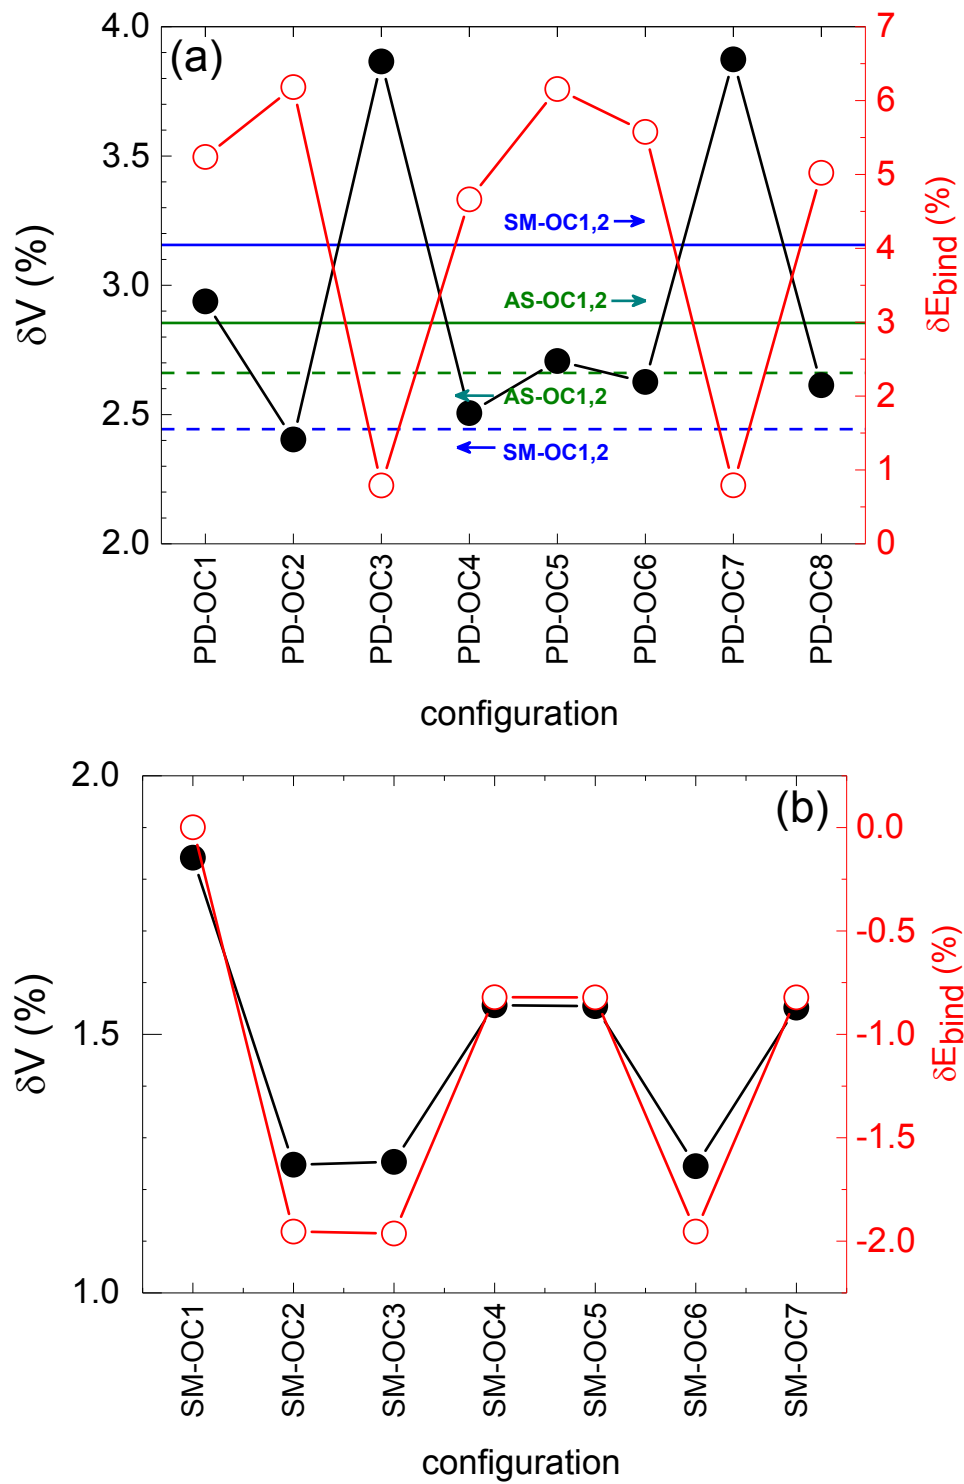 (a)
4.0
3.5
3.0
2.5
2.0
δV (%)
7
6
5
4
3
2
1
0
δEbind (%)
SM-OC1,2
AS-OC1,2
AS-OC1,2
SM-OC1,2
PD-OC1
PD-OC2
PD-OC3
PD-OC4
PD-OC5
PD-OC6
PD-OC7
PD-OC8
configuration
(b)
2.0
1.5
1.0
δV (%)
0.0
-0.5
-1.0
-1.5
-2.0
δEbind (%)
SM-OC1
SM-OC2
SM-OC3
SM-OC4
SM-OC5
SM-OC6
SM-OC7
configuration